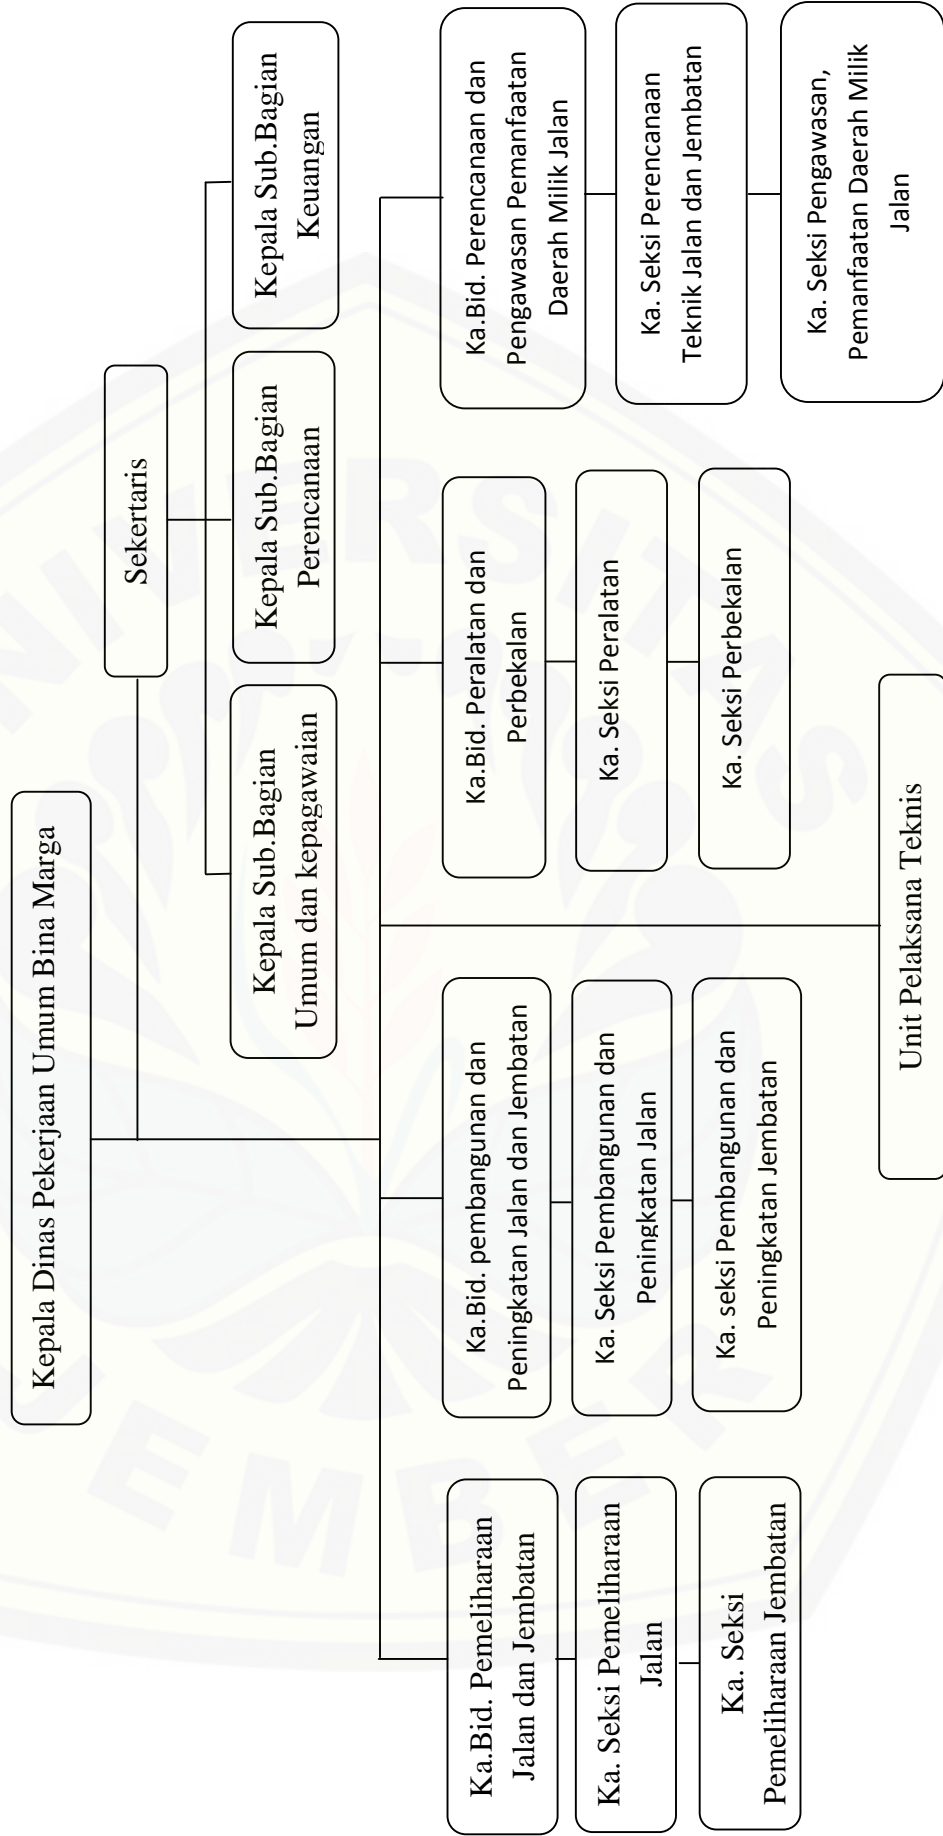 Kepala Dinas Pekerjaan Umum Bina Marga
Sekertaris
Kepala Sub.Bagian
Umum dan kepagawaian
Kepala Sub.Bagian
Perencanaan
Kepala Sub.Bagian
Keuangan
Ka.Bid. Pemeliharaan
Jalan dan Jembatan
Ka. Seksi Pemeliharaan
Jalan
Ka. Seksi
Pemeliharaan Jembatan
Ka.Bid. pembangunan dan
Peningkatan Jalan dan Jembatan
Ka. Seksi Pembangunan dan
Peningkatan Jalan
Ka. seksi Pembangunan dan
Peningkatan Jembatan
Ka.Bid. Peralatan dan
Perbekalan
Ka. Seksi Peralatan
Ka. Seksi Perbekalan
Ka.Bid. Perencanaan dan
Pengawasan Pemanfaatan
Daerah Milik Jalan
Ka. Seksi Perencanaan
Teknik Jalan dan Jembatan
Ka. Seksi Pengawasan,
Pemanfaatan Daerah Milik
Jalan
Unit Pelaksana Teknis
UNIVERSITAS
JEMBER